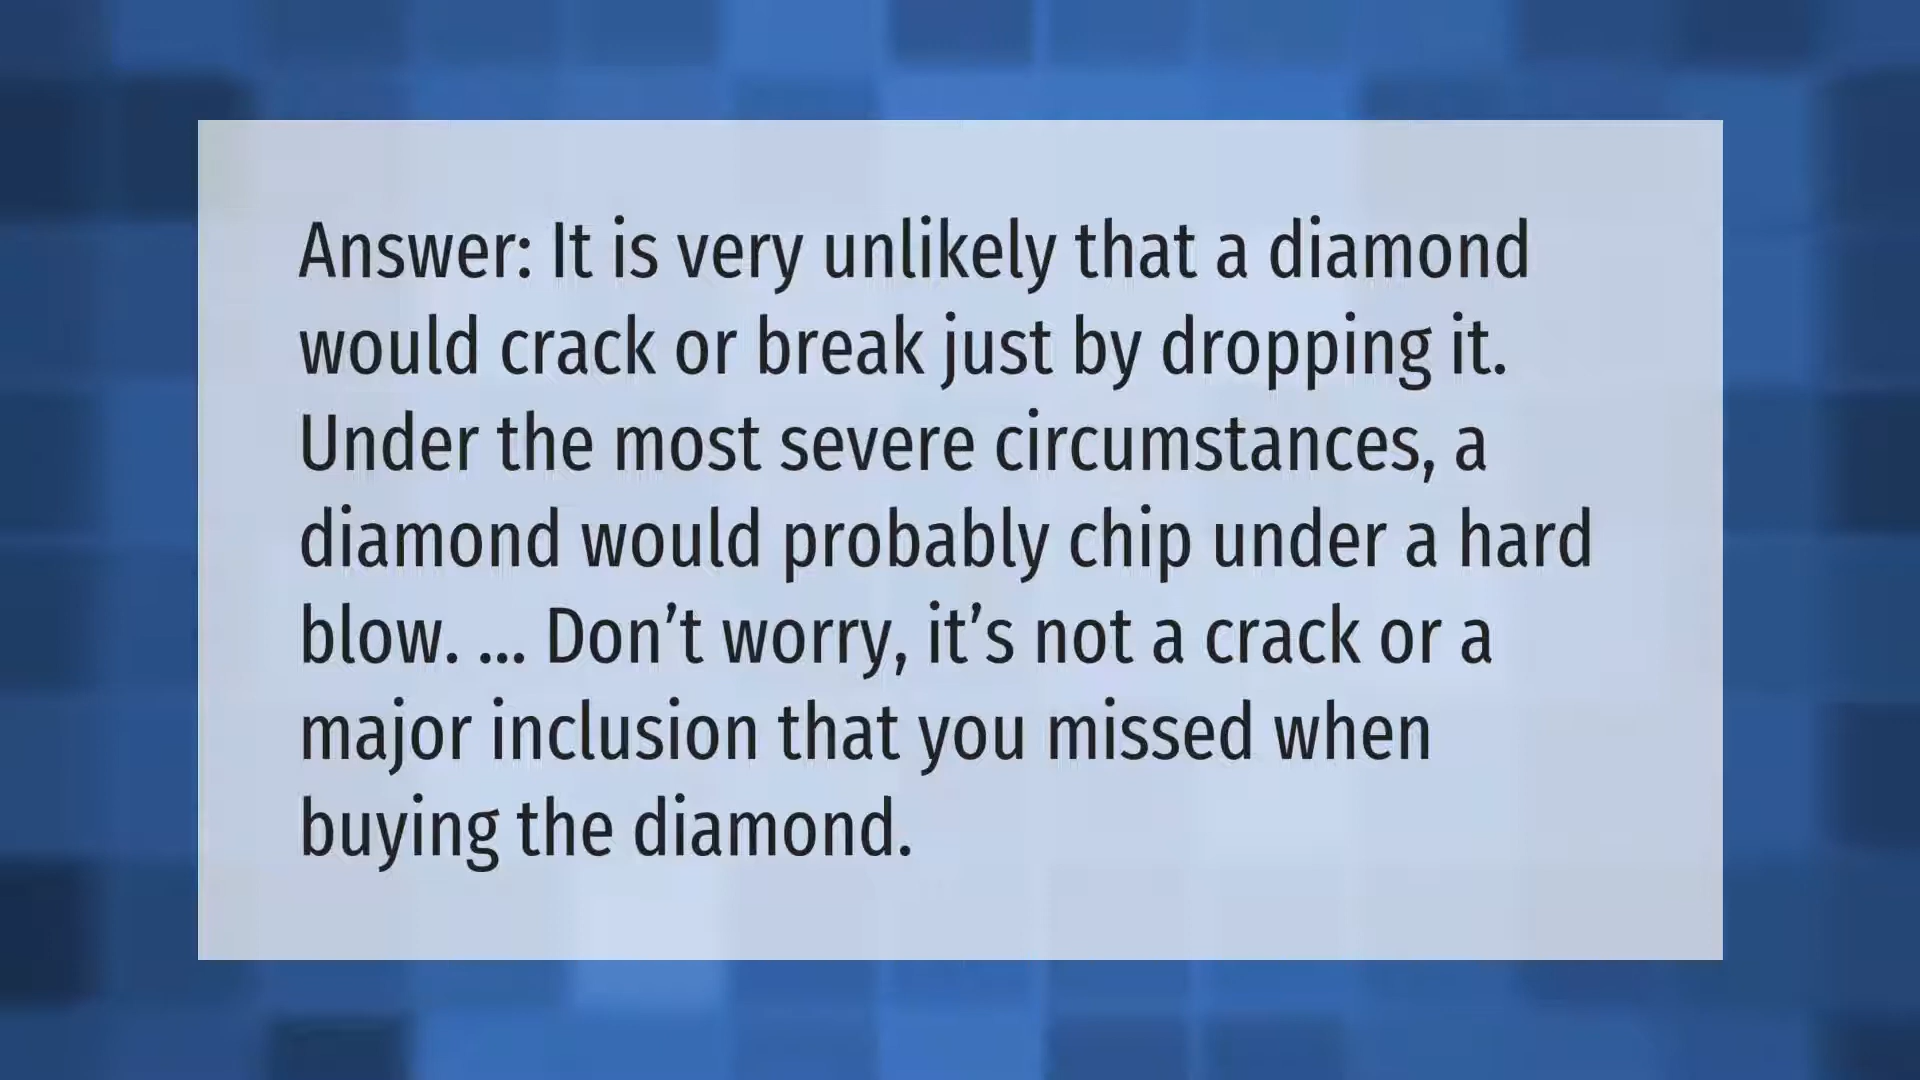 Answer: It is very unlikely that a diamond
would crack or break just by dropping it.
Under the most severe circumstances, a
diamond would probably chip under a hard
blow. ... Don’t worry, it’s not a crack or a
major inclusion that you missed when
buying the diamond.